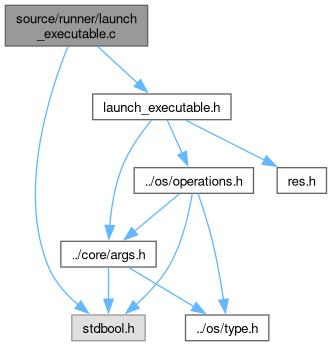 source/runner/launch
_executable.c
launch_executable.h
../os/operations.h
res.h
../core/args.h
stdbool.h
../os/type.h